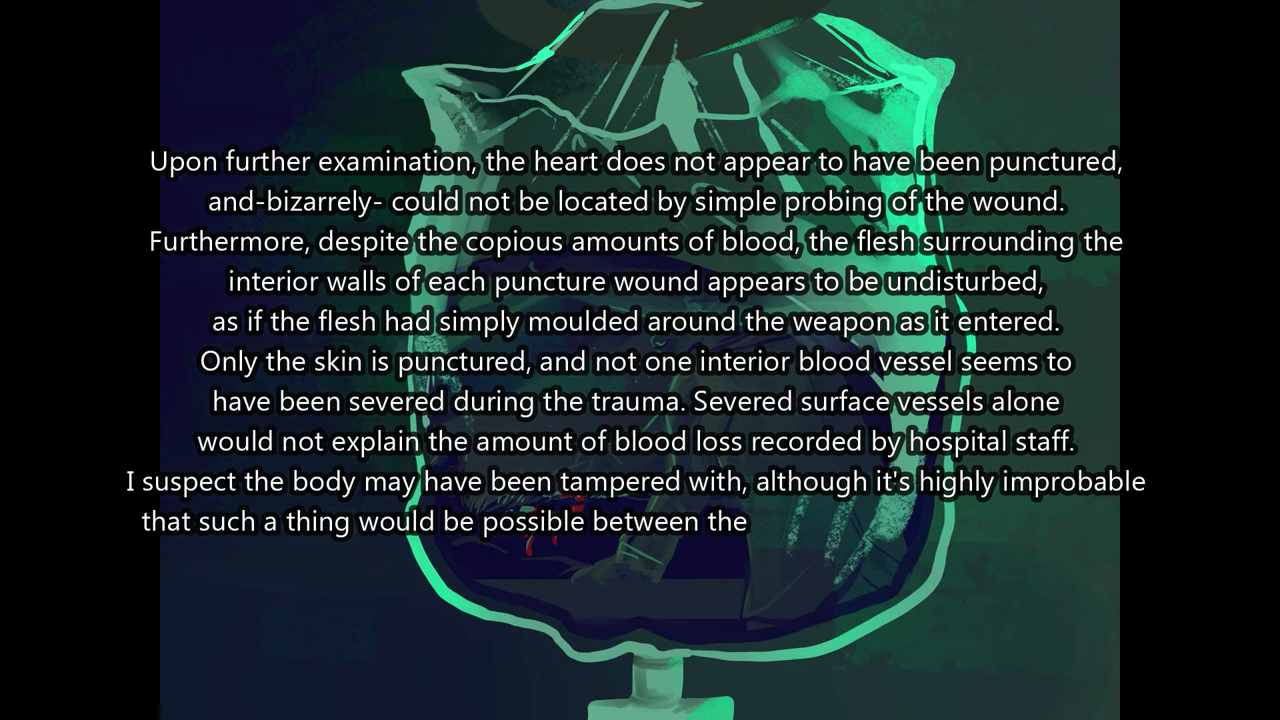 Upon further examination, the heart does not appear to have been punctured,
and-bizarrely- could not be located by simple probing of the wound.
Furthermore, despite the copious amounts of blood, the flesh surrounding the
interior walls of each puncture wound appears to be undisturbed,
as if the flesh had simply moulded around the weapon as it entered.
Only the skin is punctured, and not one interior blood vessel seems to
have been severed during the trauma. Severed surface vessels alone
would not explain the amount of blood loss recorded by hospital staff.
I suspect the body may have been tampered with, although it's highly improbable
that such a thing would be possible between the